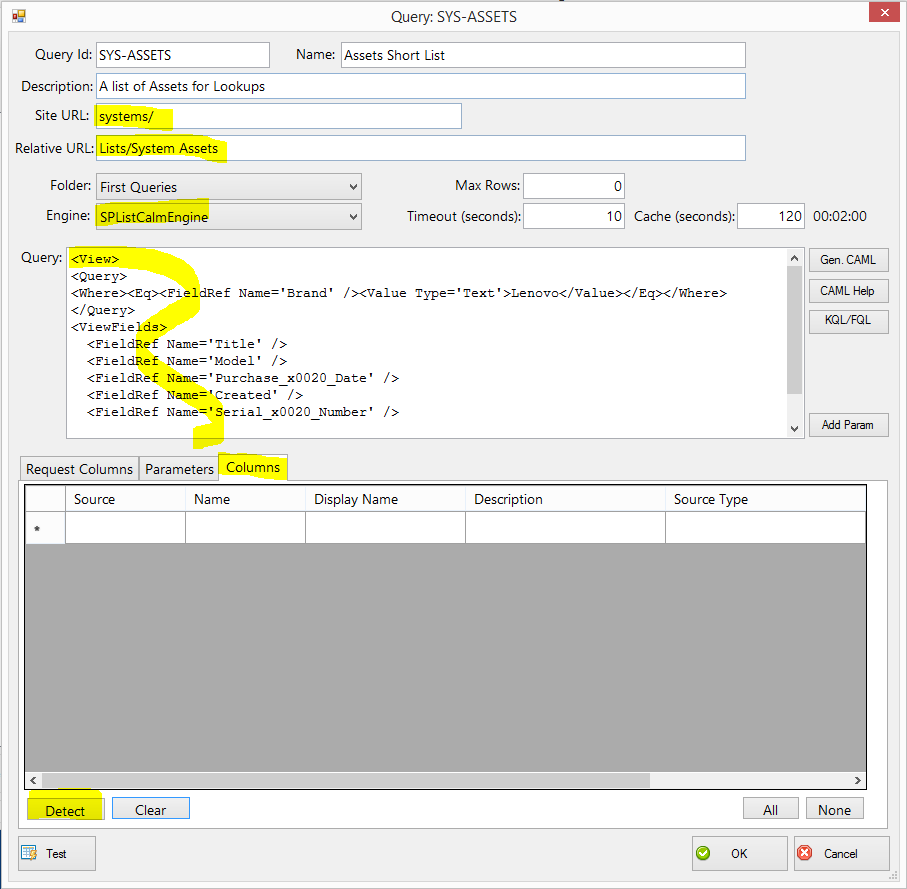 Query: SYS-ASSETS
Query Id: SYS-ASSETS Name: Assets Short List
Description: A list of Assets for Lookups
Site URL: systems/
Relative URL: Lists/System Assets
Folder: First Queries Max Rows: 0
Engine: SPListCalmEngine Timeout (seconds): 10 Cache (seconds): 120 00:02:00
Query: <View> Gen. CAML
<Query>
<Where><Eq><FieldRef Name='Brand' /><Value Type='Text'>Lenovo</Value></Eq></Where> CAML Help
</Query>
<ViewFields> KQL/FQL
<FieldRef Name='Title' />
<FieldRef Name='Model' />
<FieldRef Name='Purchase_x0020_Date' />
<FieldRef Name='Created' />
<FieldRef Name='Serial_x0020_Number' />
Add Param
Request Columns Parameters Columns
Source Name Display Name Description Source Type
*
Detect Clear All None
Test OK Cancel